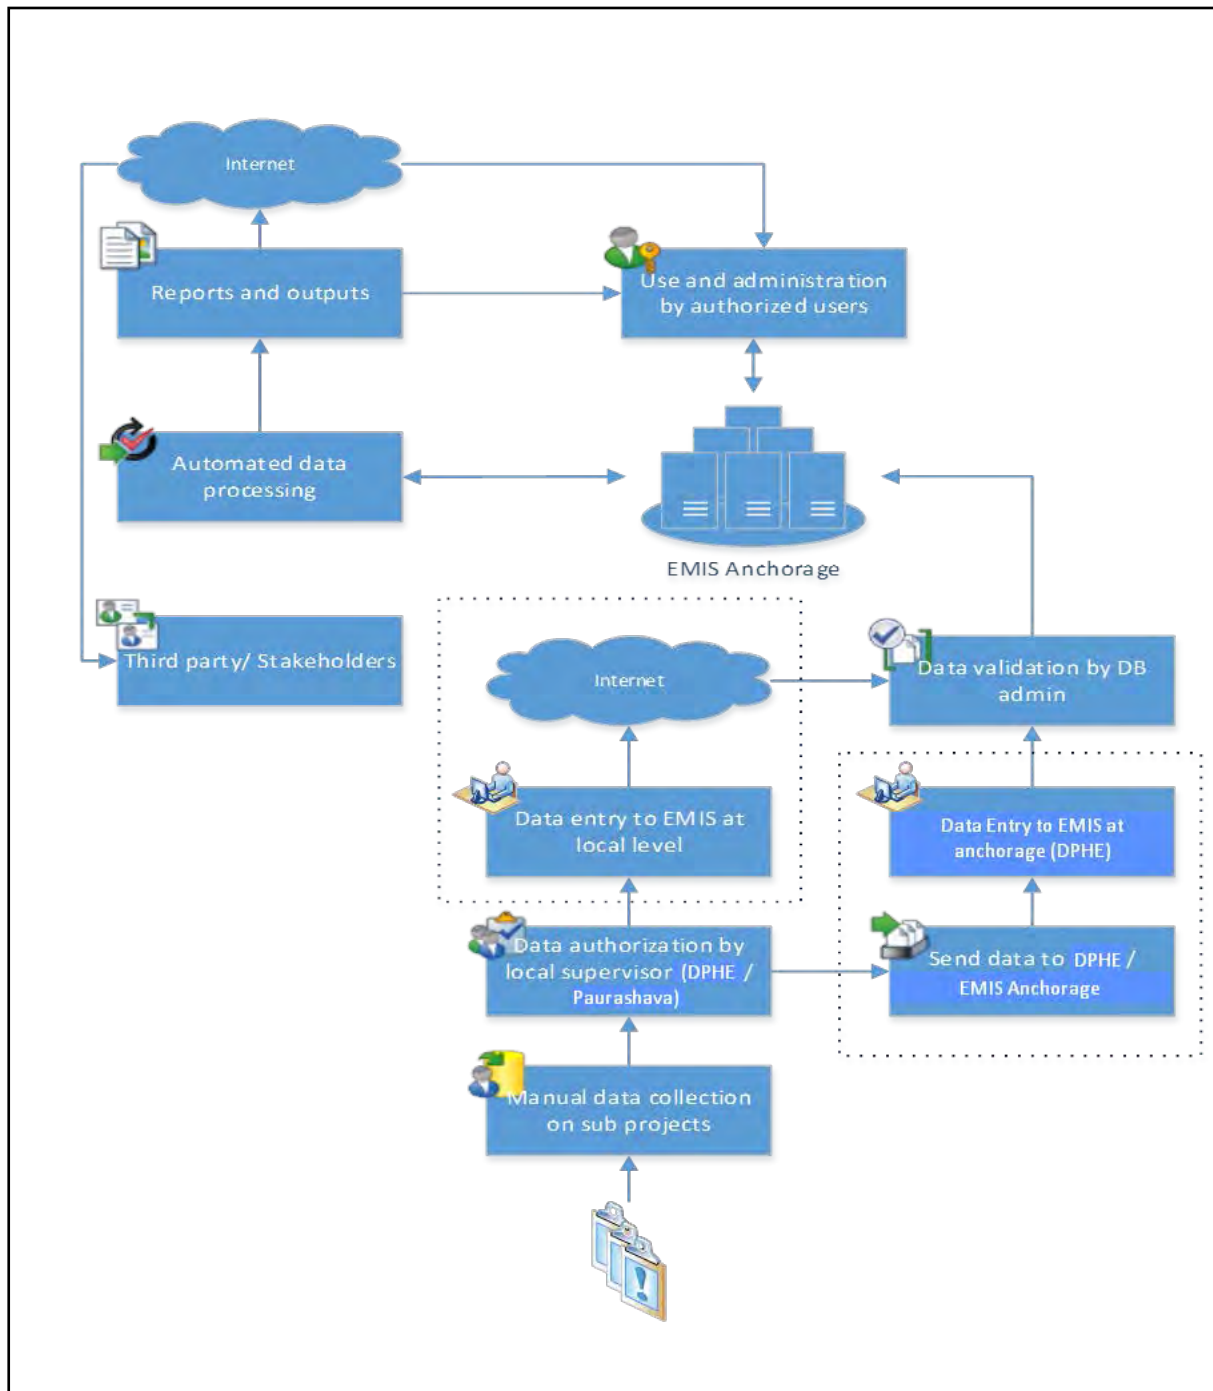 Internet
Reports and outputs
Use and administration
by authorized users
Automated data
processing
EMIS Anchorage
Third party/ Stakeholders
Internet
Data validation by DB
admin
Data entry to EMIS at
local level
Data Entry to EMIS at
anchorage (DPHE)
Data authorization by
local supervisor (DPHE /
Paurashava)
Send data to DPHE /
EMIS Anchorage
Manual data collection
on sub projects